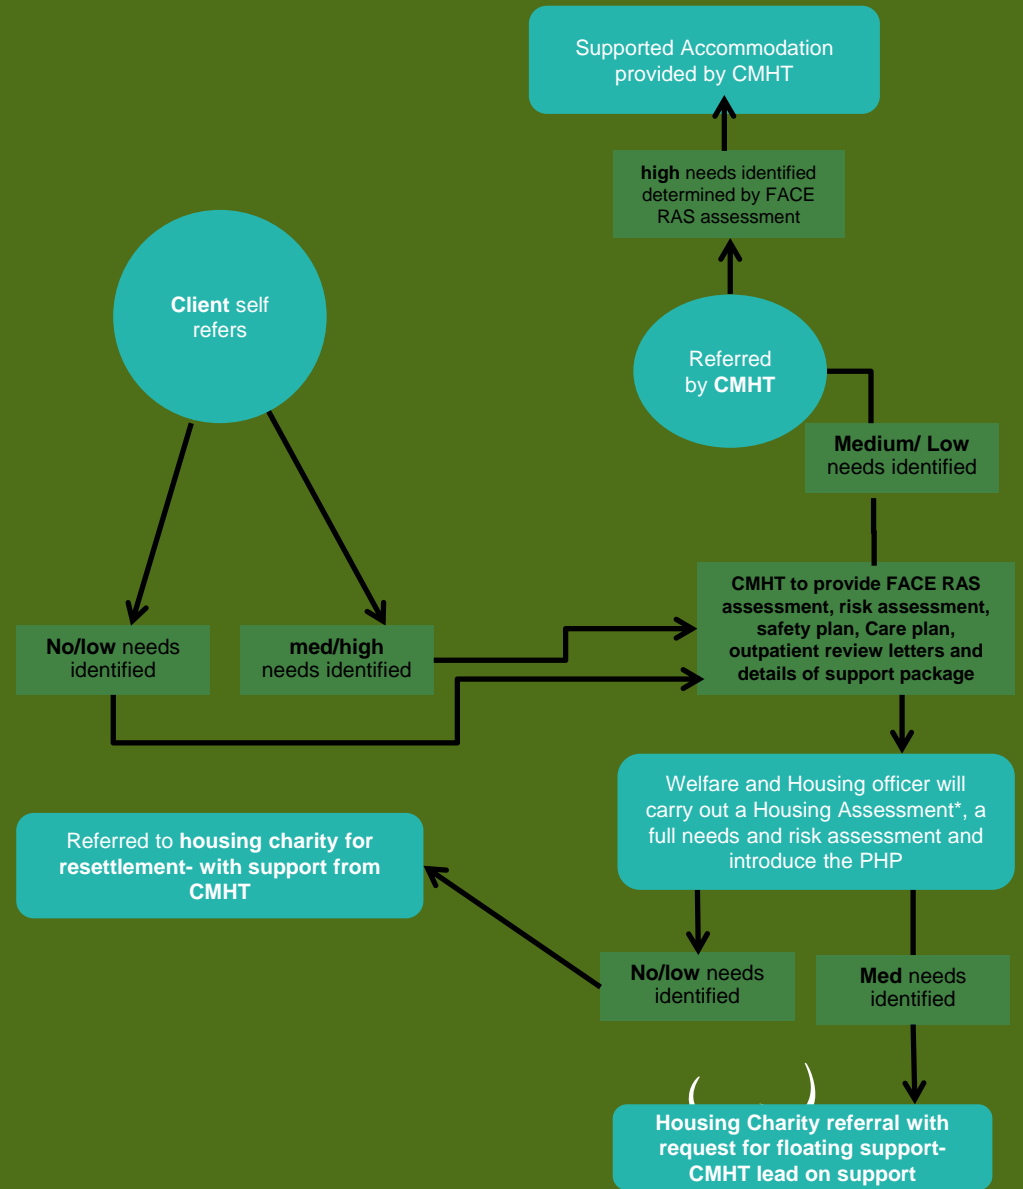 Supported Accommodation
provided by CMHT
high needs identified
determined by FACE
RAS assessment
Client self
refers
Referred
by CMHT
Medium/ Low
needs identified
No/low needs
identified
med/high
needs identified
CMHT to provide FACE RAS
assessment, risk assessment,
safety plan, Care plan,
outpatient review letters and
details of support package
Welfare and Housing officer will
carry out a Housing Assessment*, a
full needs and risk assessment and
introduce the PHP
Referred to housing charity for
resettlement- with support from
CMHT
No/low needs
identified
Med needs
identified
Housing Charity referral with
request for floating support-
CMHT lead on support